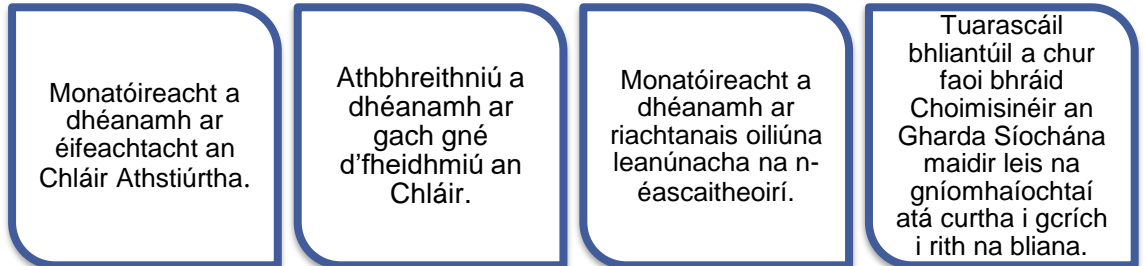 Monatóireacht a
dhéanamh ar
éifeachtacht an
Chláir Athstiúrtha.
Athbhreithniú a
dhéanamh ar
gach gné
d'fheidhmiú an
Chláir.
Monatóireacht a
dhéanamh ar
riachtanais oiliúna
leanúnacha na n-
éascaitheoirí.
Tuarascáil
bhliantúil a chur
faoi bhráid
Choimisinéir an
Gharda Síochána
maidir leis na
gníomhaíochtaí
atá curtha i gcrích
i rith na bliana.